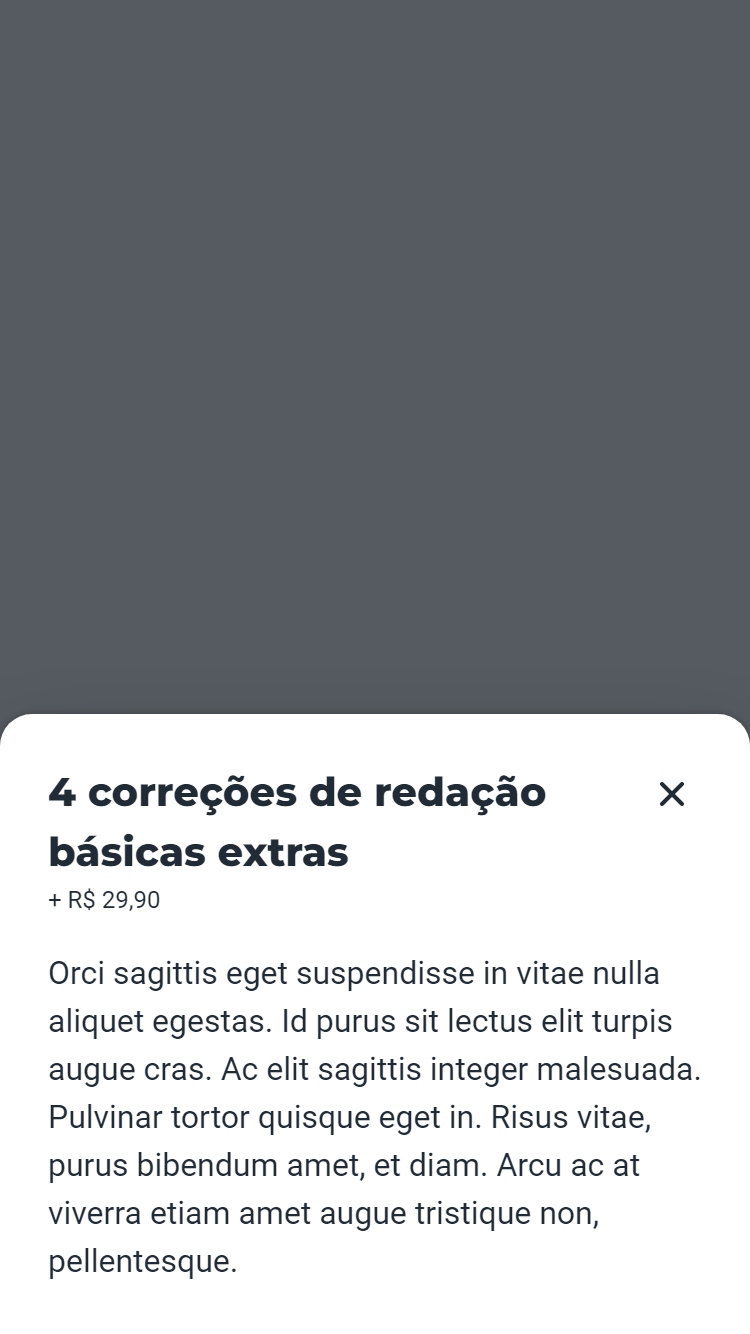 4 correções de redação
básicas extras
+ R$ 29,90
Orci sagittis eget suspendisse in vitae nulla
aliquet egestas. Id purus sit lectus elit turpis
augue cras. Ac elit sagittis integer malesuada.
Pulvinar tortor quisque eget in. Risus vitae,
purus bibendum amet, et diam. Arcu ac at
viverra etiam amet augue tristique non,
pellentesque.